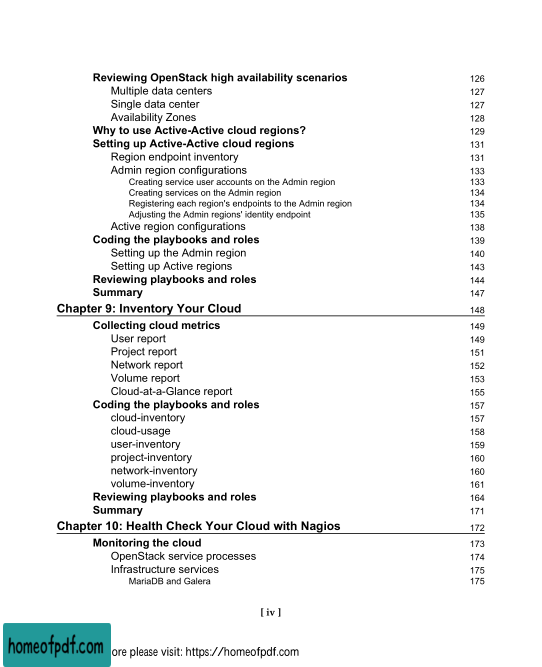 Reviewing OpenStack high availability scenarios 126
Multiple data centers 127
Single data center 127
Availability Zones 128
Why to use Active-Active cloud regions? 129
Setting up Active-Active cloud regions 131
Region endpoint inventory 131
Admin region configurations 133
Creating service user accounts on the Admin region 133
Creating services on the Admin region 134
Registering each region's endpoints to the Admin region 134
Adjusting the Admin regions' identity endpoint 135
Active region configurations 138
Coding the playbooks and roles 139
Setting up the Admin region 140
Setting up Active regions 143
Reviewing playbooks and roles 144
Summary 147
Chapter 9: Inventory Your Cloud 148
Collecting cloud metrics 149
User report 149
Project report 151
Network report 152
Volume report 153
Cloud-at-a-Glance report 155
Coding the playbooks and roles 157
cloud-inventory 157
cloud-usage 158
user-inventory 159
project-inventory 160
network-inventory 160
volume-inventory 161
Reviewing playbooks and roles 164
Summary 171
Chapter 10: Health Check Your Cloud with Nagios 172
Monitoring the cloud 173
OpenStack service processes 174
Infrastructure services 175
MariaDB and Galera 175
[ iv ]
homeofpdf.com
ore please visit: https://homeofpdf.com